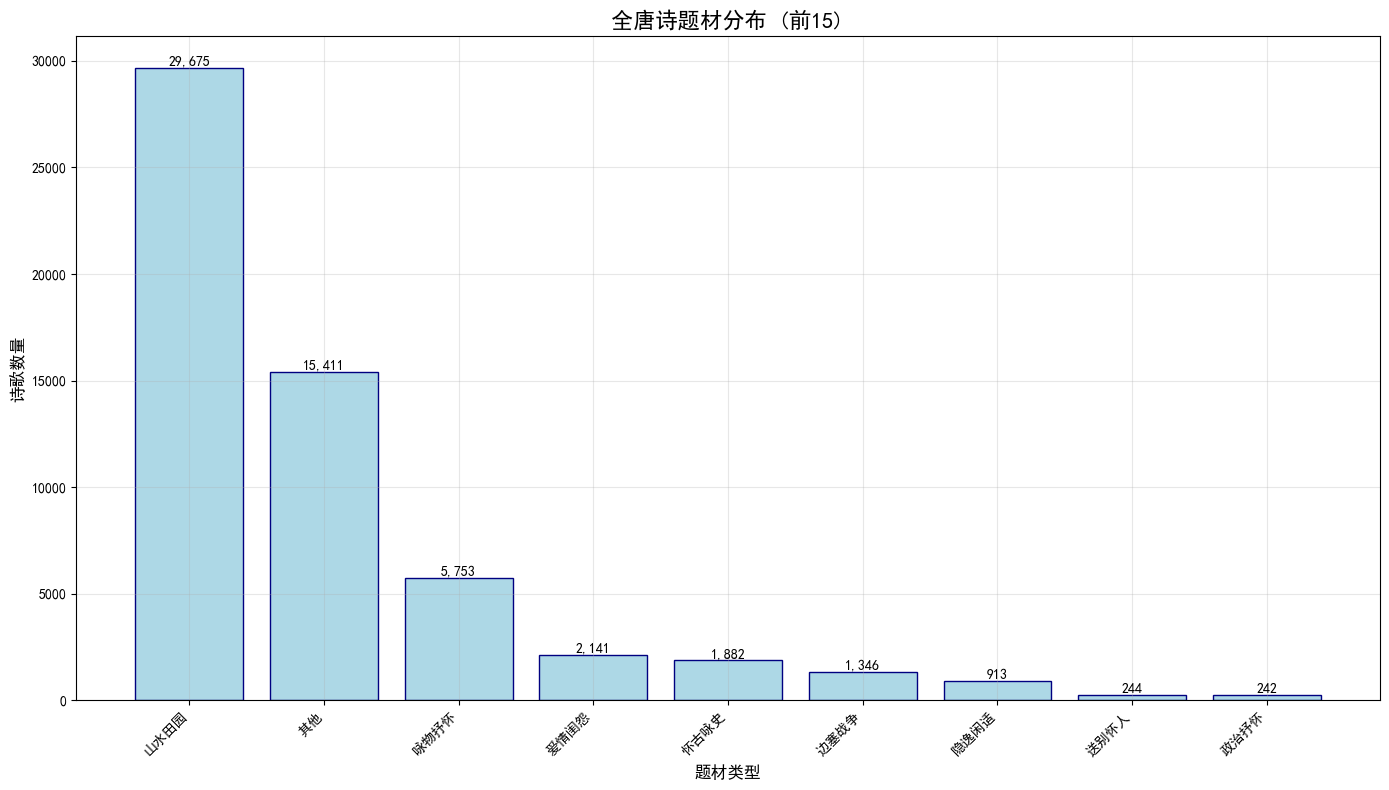 全唐诗题材分布 (前15)
诗歌数量
30000
25000
20000
15000
10000
5000
0
29,675
15,411
5,753
2,141
1,882
1,346
913
244
242
山水田园
其他
咏物抒怀
爱情闺怨
怀古咏史
边塞战争
隐逸闲适
送别怀人
政治抒怀
题材类型